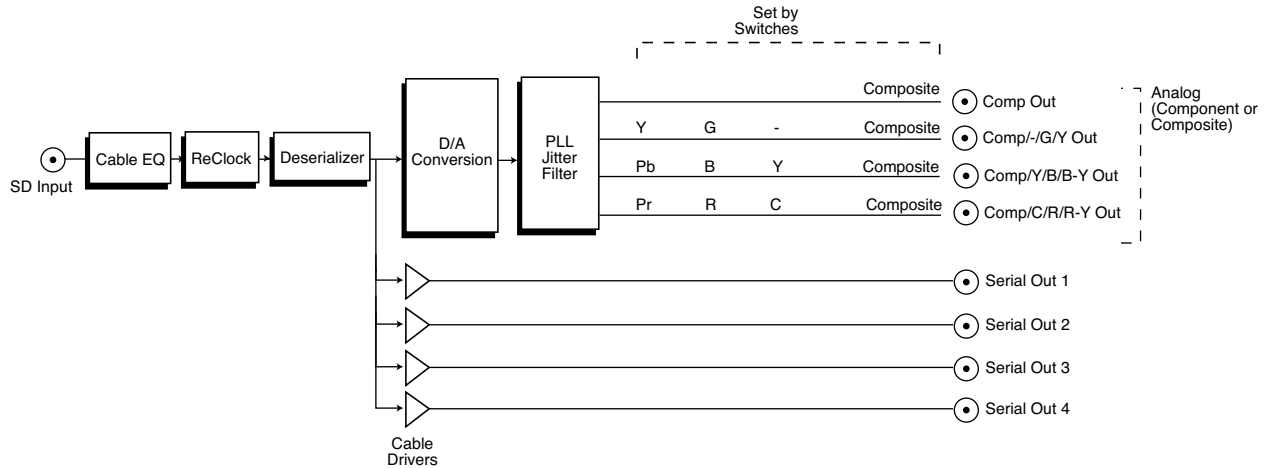 Set by
Switches
Composite
Comp Out
Analog
(Component or
Composite)
Y G - Composite
Comp/-/G/Y Out
SD Input
Cable EQ
ReClock
Deserializer
D/A
Conversion
PLL
Jitter
Filter
Pb B Y Composite
Comp/Y/B/B-Y Out
Pr R C Composite
Comp/C/R/R-Y Out
Serial Out 1
Serial Out 2
Serial Out 3
Serial Out 4
Cable
Drivers